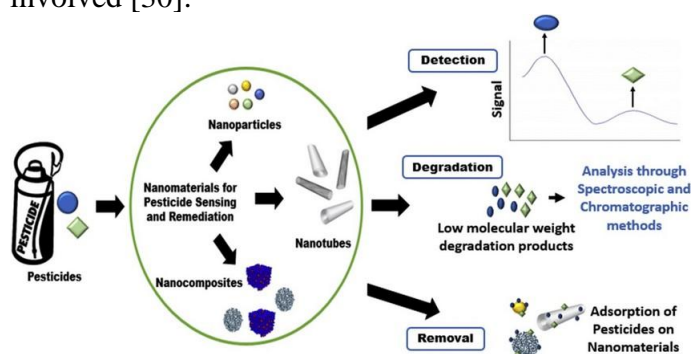 involved [30].
Detection
Signal
Nanoparticles
PESTICIDE
Pesticides
Nanomaterials for
Pesticide Sensing
and Remediation
Nanotubes
Nanocomposites
Degradation
Low molecular weight
degradation products
Analysis through
Spectroscopic and
Chromatographic
methods
Removal
Adsorption of
Pesticides on
Nanomaterials